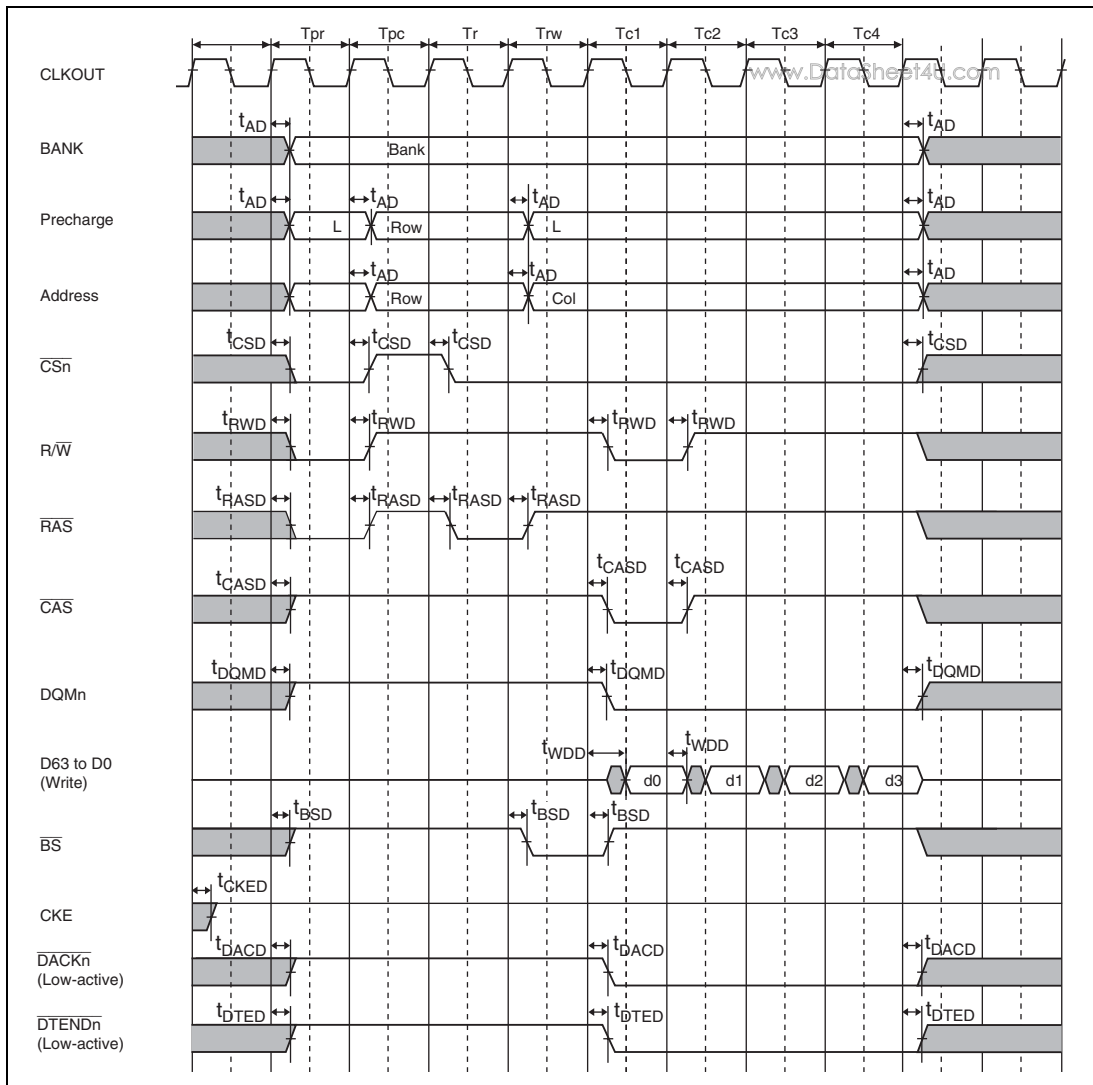 Tpr Tpc Tr Trw Tc1 Tc2 Tc3 Tc4
CLKOUT
www.DataSheet4U.com
tAD tAD
BANK Bank
tAD tAD tAD tAD
Precharge L Row L
tAD tAD tAD
Address Row Col
tCSD tCSD tCSD tCSD
CSn
tRWD tRWD tRWD tRWD
R/W
tRASD tRASD tRASD tRASD
RAS
tCASD tCASD tCASD
CAS
tDQMD tDQMD tDQMD
DQMn
tWDD tWDD
D63 to D0
(Write)
d0 d1 d2 d3
tBSD tBSD tBSD
BS
tCKED
CKE
tDACD tDACD tDACD
DACKn
(Low-active)
tDTED tDTED tDTED
DTENDn
(Low-active)